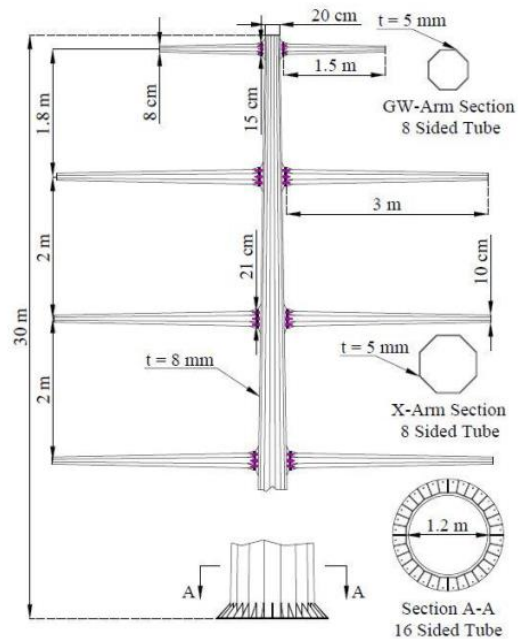 20 cm
t = 5 mm
1.5 m
8 cm
15 cm
GW-Arm Section
8 Sided Tube
1.8 m
3 m
2 m
21 cm
10 cm
30 m
t = 8 mm
t = 5 mm
X-Arm Section
8 Sided Tube
2 m
1.2 m
A
A
Section A-A
16 Sided Tube